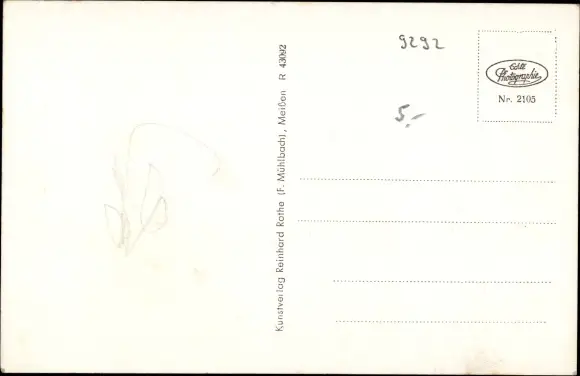 9292
Echte
Photographie
Nr. 2105
5.-
Kunstverlag Reinhard Rothe (F. Mühlbach), Meißen R 43092